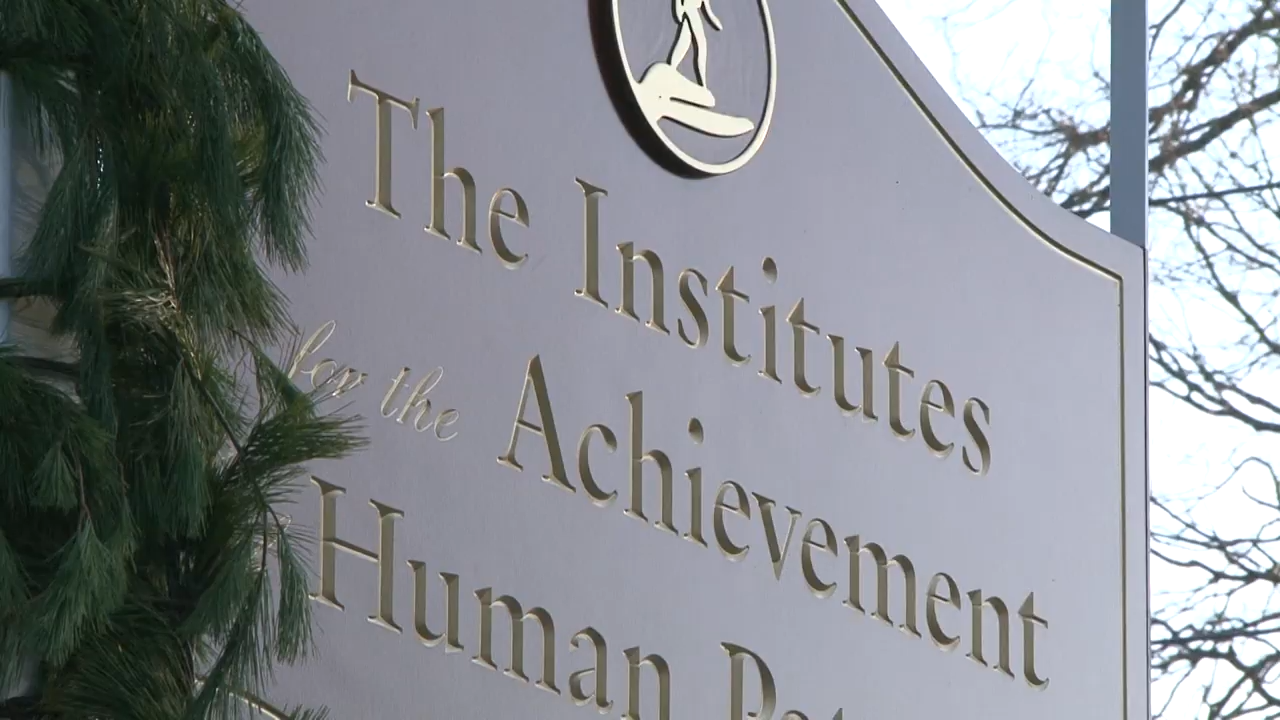 The Institutes
for the Achievement
Human